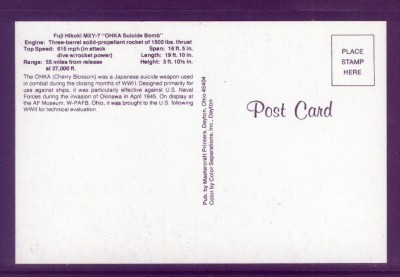 Fuji Hikoki MXY-7 "OHKA Suicide Bomb"
Engine: Three-barrel solid-propellant rocket of 1500 lbs. thrust
Top Speed: 615 mph (in attack dive w/rocket power)
Span: 16 ft. 5 in.
Length: 19 ft. 10 in.
Range: 55 miles from release at 27,000 ft.
Height: 3 ft. 10½ in.
The OHKA (Cherry Blossom) was a Japanese suicide weapon used
in combat during the closing months of WWII. Designed primarily for
use against ships, it was particularly effective against U.S. Naval
Forces during the invasion of Okinawa in April 1945. On display at
the AF Museum, W-PAFB, Ohio, it was brought to the U.S. following
WWII for technical evaluation.
Pub. by Mastercraft Printers, Dayton, Ohio 45404
Color by Color Separations, Inc., Dayton
PLACE
STAMP
HERE
Post Card